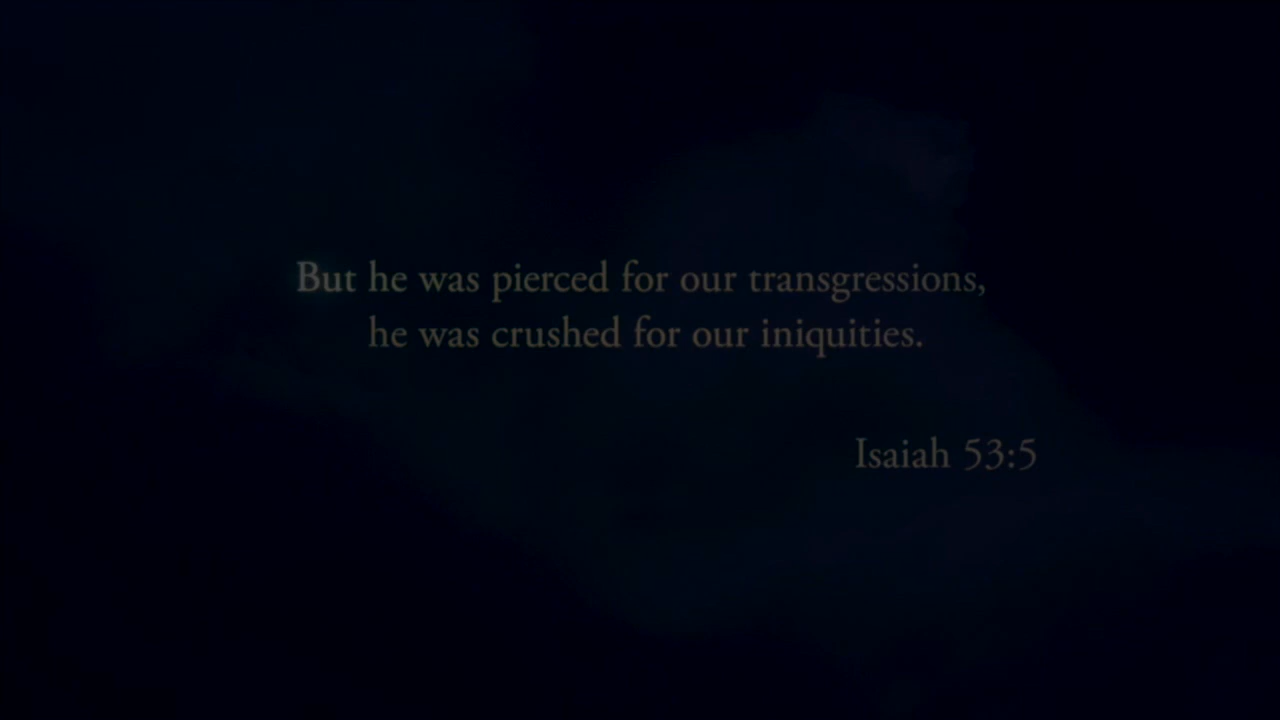 But he was pierced for our transgressions,
he was crushed for our iniquities.
Isaiah 53:5